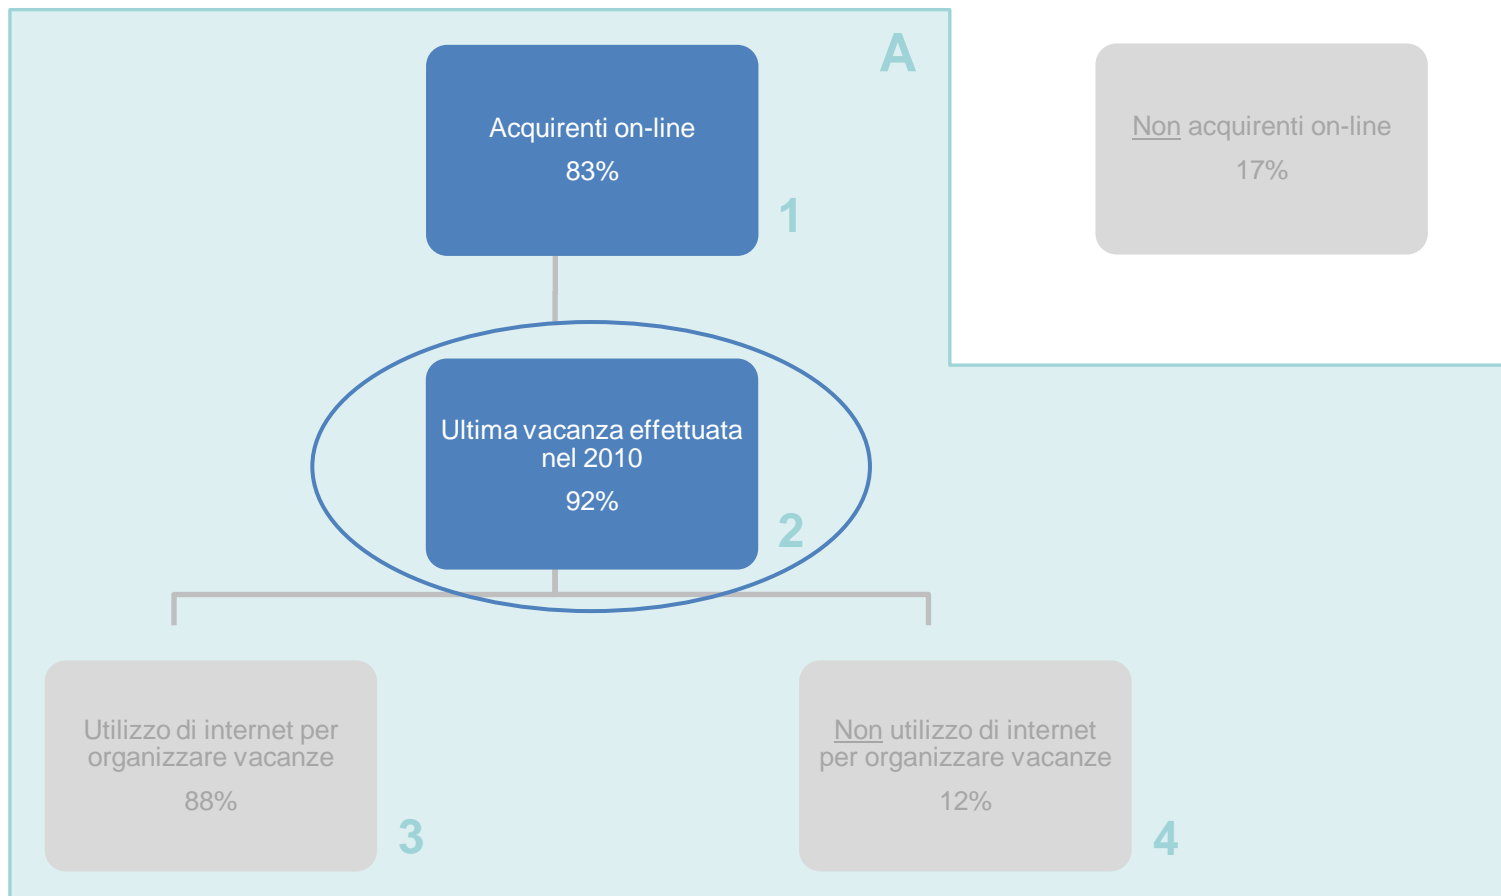 A
Acquirenti on-line
83%
1
Non acquirenti on-line
17%
Ultima vacanza effettuata
nel 2010
92%
2
Utilizzo di internet per
organizzare vacanze
88%
3
Non utilizzo di internet
per organizzare vacanze
12%
4